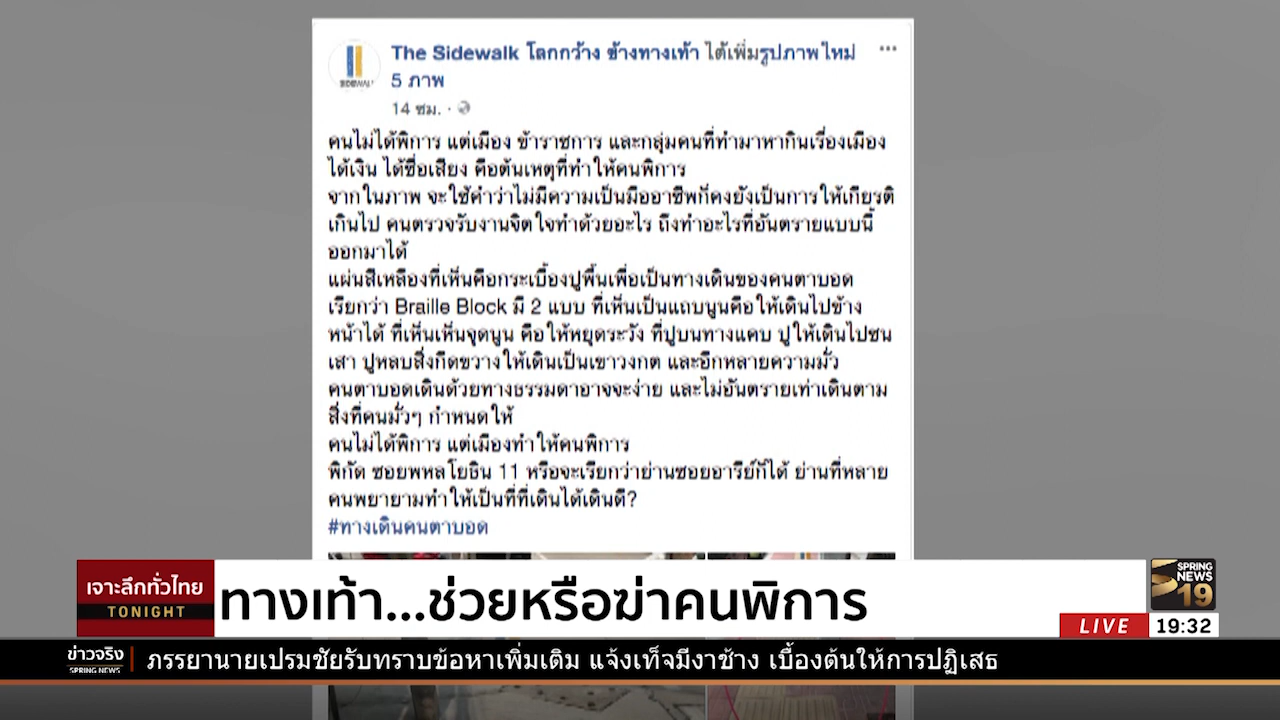 The Sidewalk โลกกว้าง ข้างทางเท้า ได้เพิ่มรูปภาพใหม่
5 ภาพ
14 ชม. ·
คนไม่ได้พิการ แต่เมือง ข้าราชการ และกลุ่มคนที่ทำมาหากินเรื่องเมือง
ได้เงิน ได้ชื่อเสียง คือต้นเหตุที่ทำให้คนพิการ
จากในภาพ จะใช้คำว่าไม่มีความเป็นมืออาชีพก็คงยังเป็นการให้เกียรติ
เกินไป คนตรวจรับงานจิตใจทำด้วยอะไร ถึงทำอะไรที่อันตรายแบบนี้
ออกมาได้
แผ่นสีเหลืองที่เห็นคือกระเบื้องปูพื้นเพื่อเป็นทางเดินของคนตาบอด
เรียกว่า Braille Block มี 2 แบบ ที่เห็นเป็นแถบนูนคือให้เดินไปข้าง
หน้าได้ ที่เห็นเห็นจุดนูน คือให้หยุดระวัง ที่ปูบนทางแคบ ปูให้เดินไปชน
เสา ปูหลบสิ่งกีดขวางให้เดินเป็นเขาวงกต และอีกหลายความมั่ว
คนตาบอดเดินด้วยทางธรรมดาอาจจะง่าย และไม่อันตรายเท่าเดินตาม
สิ่งที่คนมั่วๆ กำหนดให้
คนไม่ได้พิการ แต่เมืองทำให้คนพิการ
พิกัด ซอยพหลโยธิน 11 หรือจะเรียกว่าย่านซอยอารีย์ก็ได้ ย่านที่หลาย
คนพยายามทำให้เป็นที่ที่เดินได้เดินดี?
#ทางเดินคนตาบอด
เจาะลึกทั่วไทย
TONIGHT
ทางเท้า...ช่วยหรือฆ่าคนพิการ
SPRING
NEWS
19
LIVE 19:32
ข่าวจริง
SPRING NEWS
ภรรยานายเปรมชัยรับทราบข้อหาเพิ่มเติม แจ้งเท็จมีงาช้าง เบื้องต้นให้การปฏิเสธ